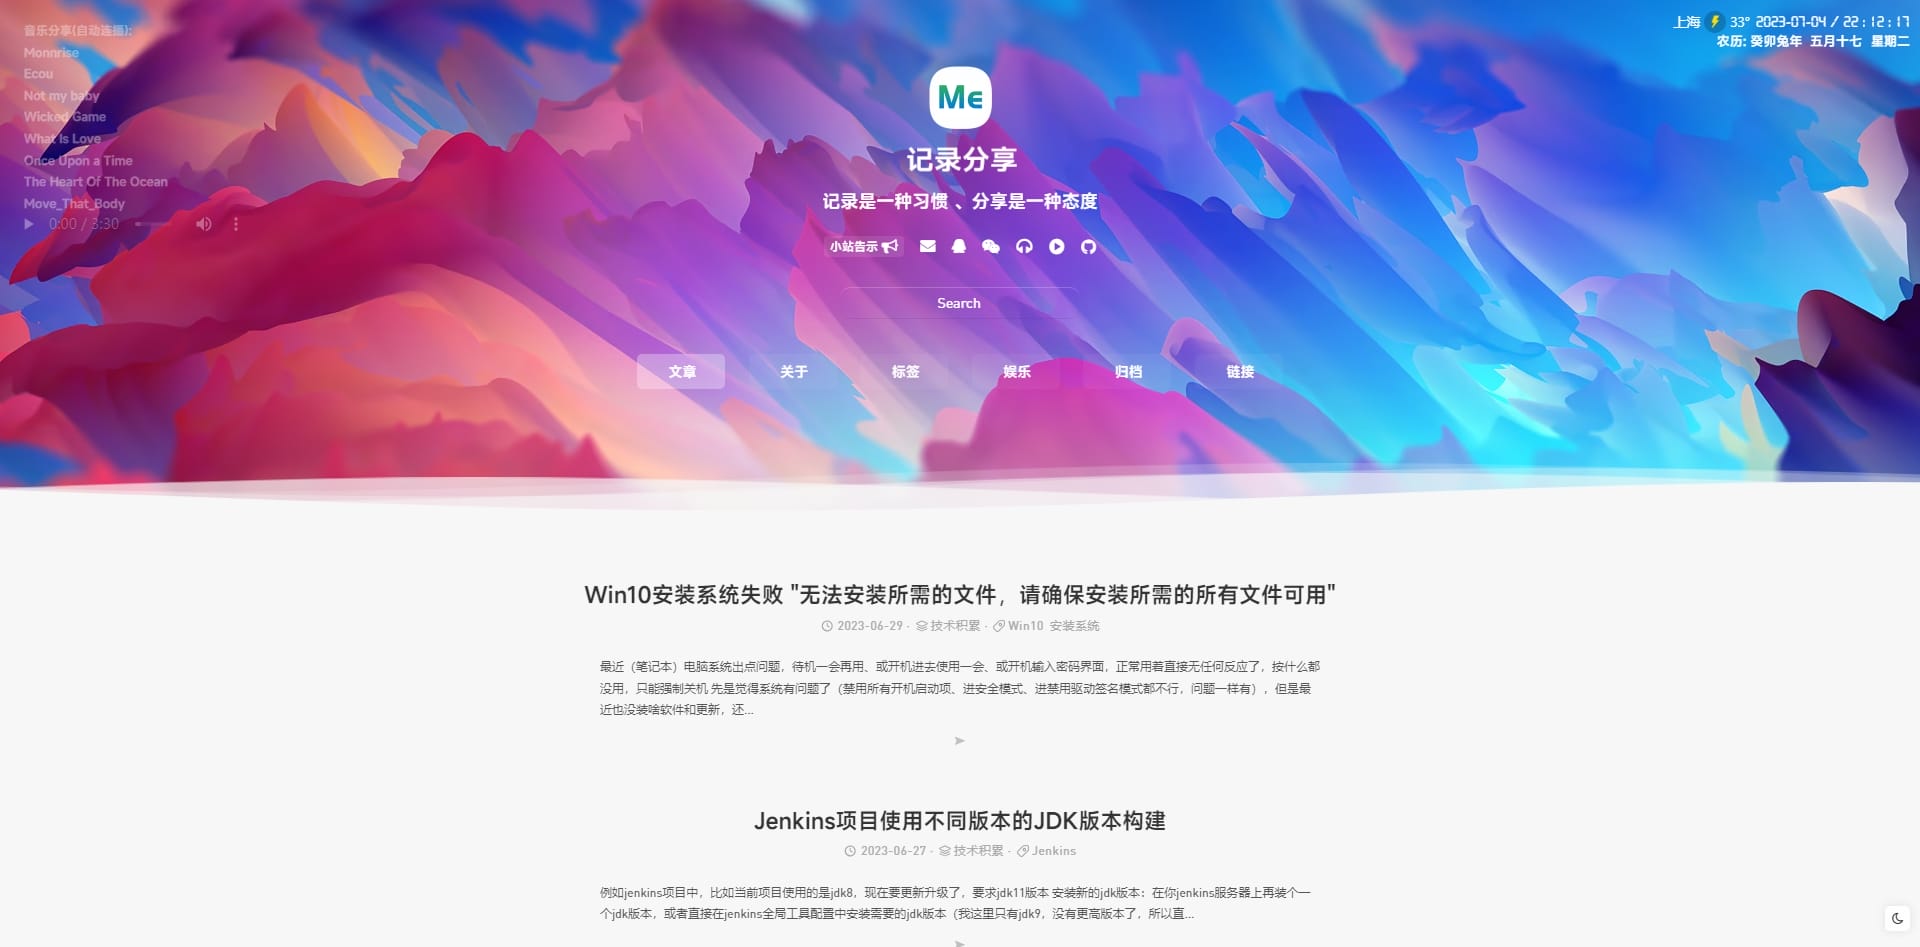 音乐分享(自动连播):
Monnrise
Ecou
Not my baby
Wicked Game
What Is Love
Once Upon a Time
The Heart Of The Ocean
Move_That_Body
0:00 / 3:30
上海 33° 2023-07-04 / 22:12:17
农历: 癸卯兔年 五月十七 星期二
Me
记录分享
记录是一种习惯 、分享是一种态度
小站告示
Search
文章 关于 标签 娱乐 归档 链接
Win10安装系统失败 "无法安装所需的文件，请确保安装所需的所有文件可用"
2023-06-29 · 技术积累 · Win10 安装系统
最近（笔记本）电脑系统出点问题，待机一会再用、或开机进去使用一会、或开机输入密码界面，正常用着直接无任何反应了，按什么都
没用，只能强制关机 先是觉得系统有问题了（禁用所有开机启动项、进安全模式、进禁用驱动签名模式都不行，问题一样有），但是最
近也没装啥软件和更新，还...
Jenkins项目使用不同版本的JDK版本构建
2023-06-27 · 技术积累 · Jenkins
例如jenkins项目中，比如当前项目使用的是jdk8，现在要更新升级了，要求jdk11版本 安装新的jdk版本：在你jenkins服务器上再装个一
个jdk版本，或者直接在jenkins全局工具配置中安装需要的jdk版本（我这里只有jdk9，没有更高版本了，所以直...